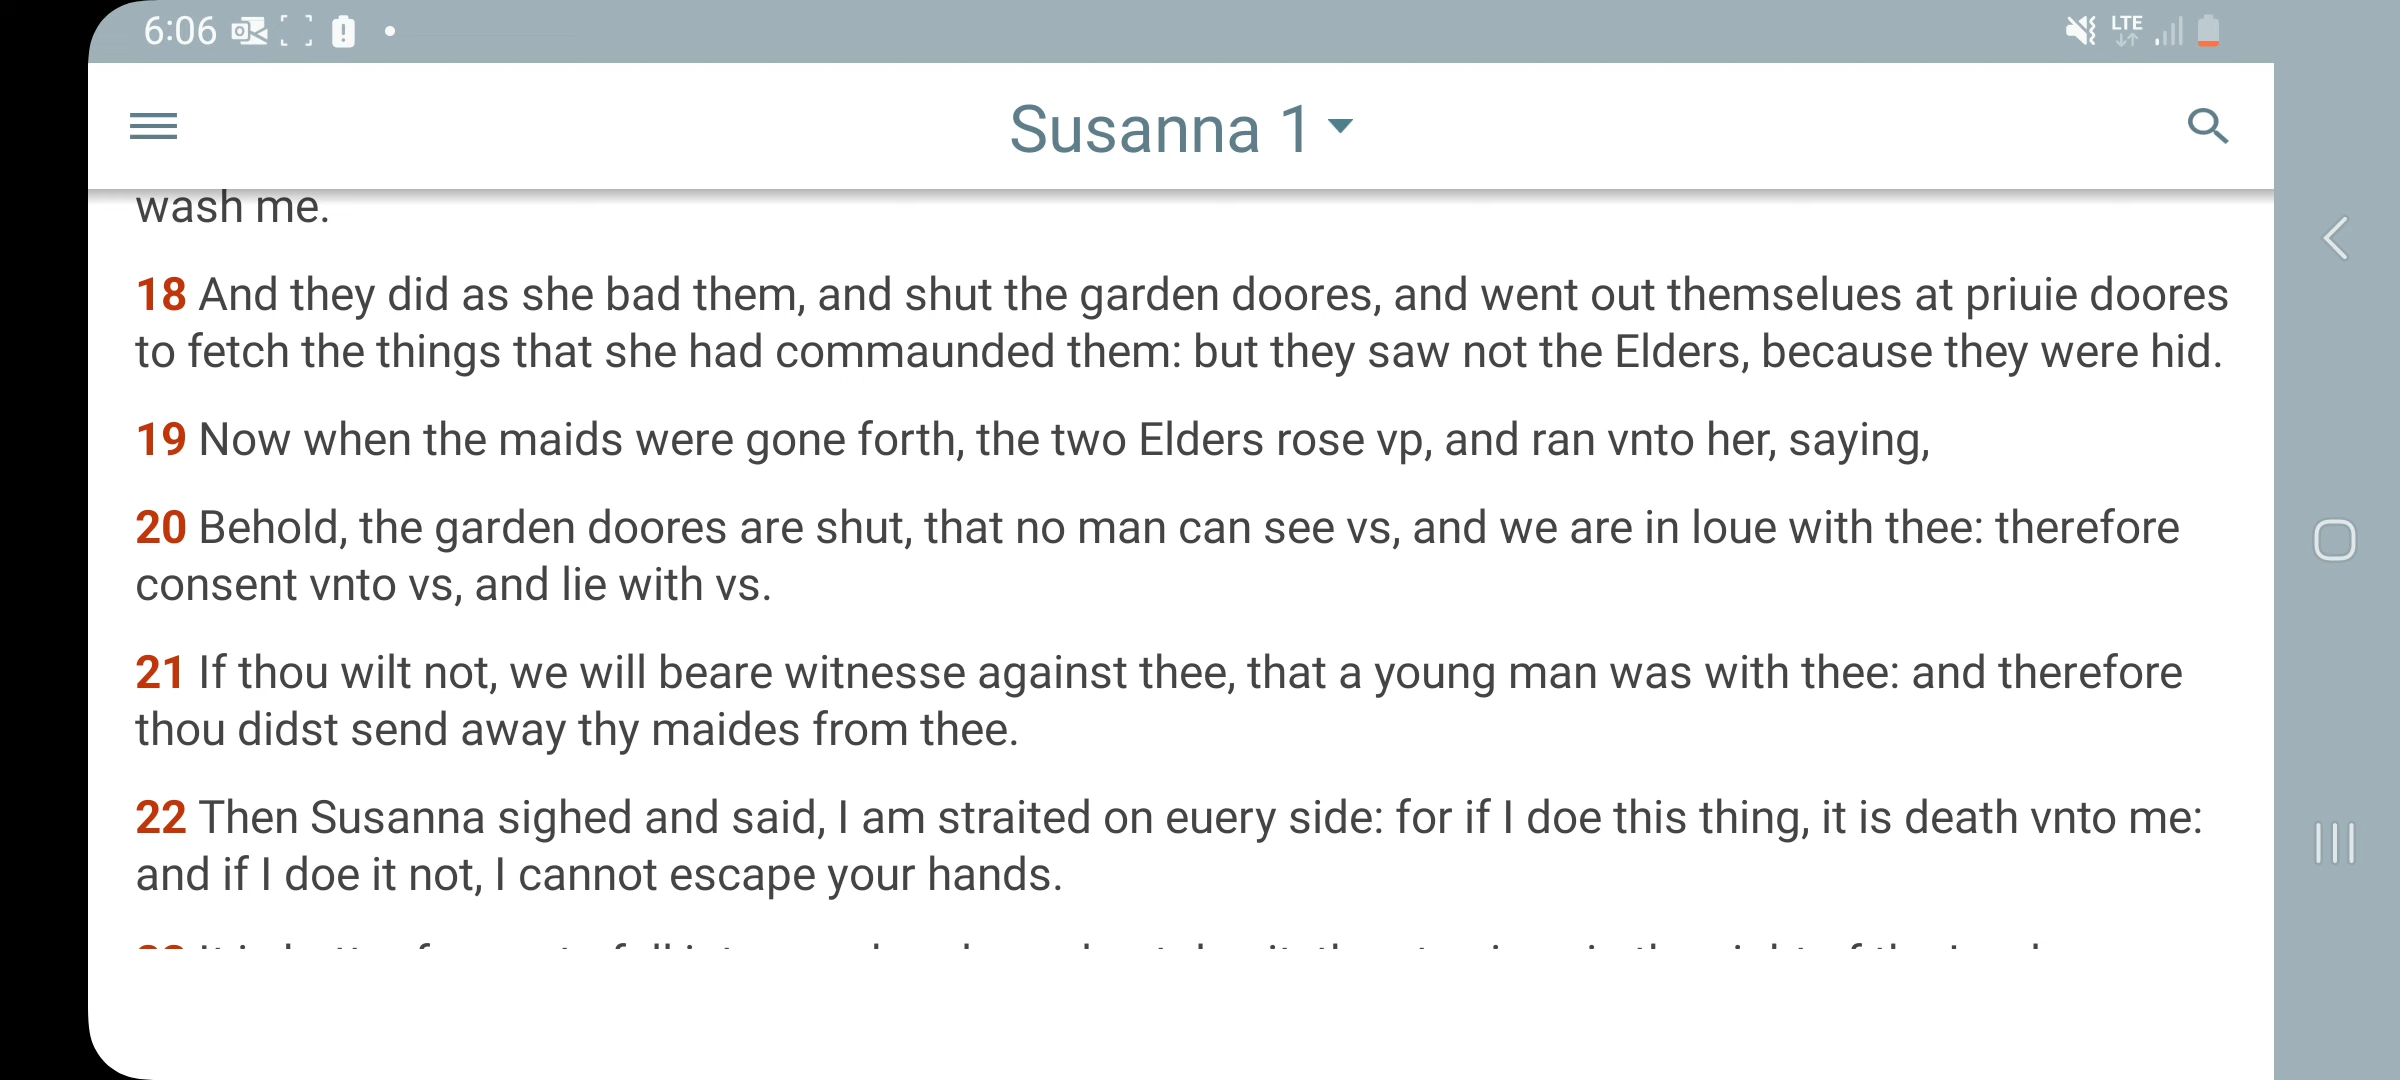 6:06
LTE
Susanna 1
wash me.
18 And they did as she bad them, and shut the garden doores, and went out themselues at priuie doores
to fetch the things that she had commaunded them: but they saw not the Elders, because they were hid.
19 Now when the maids were gone forth, the two Elders rose vp, and ran vnto her, saying,
20 Behold, the garden doores are shut, that no man can see vs, and we are in loue with thee: therefore
consent vnto vs, and lie with vs.
21 If thou wilt not, we will beare witnesse against thee, that a young man was with thee: and therefore
thou didst send away thy maides from thee.
22 Then Susanna sighed and said, I am straited on euery side: for if I doe this thing, it is death vnto me:
and if I doe it not, I cannot escape your hands.